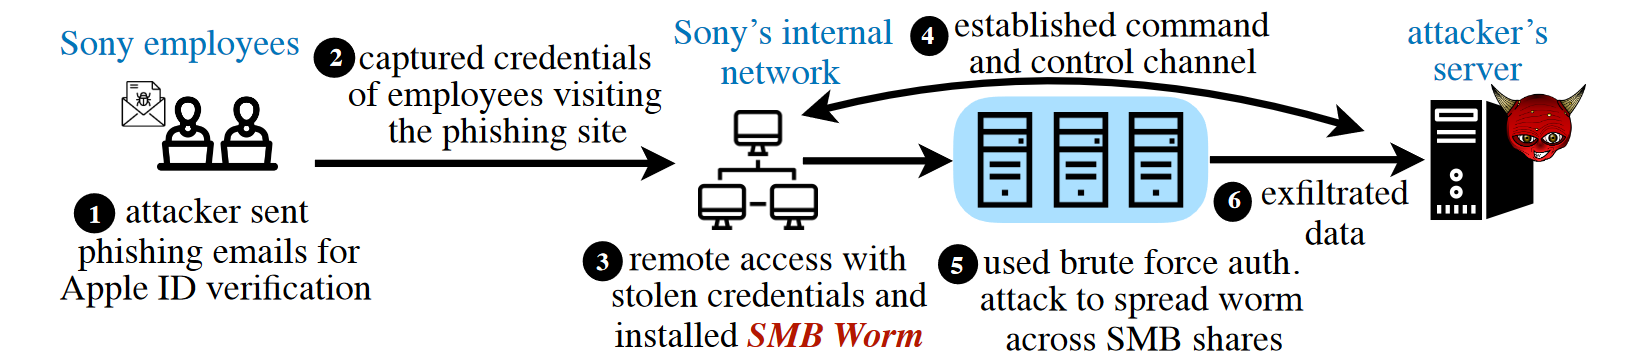 Sony employees
1 attacker sent
phishing emails for
Apple ID verification
2 captured credentials
of employees visiting
the phishing site
Sony's internal
network
3 remote access with
stolen credentials and
installed SMB Worm
4 established command
and control channel
5 used brute force auth.
attack to spread worm
across SMB shares
6 exfiltrated
data
attacker's
server